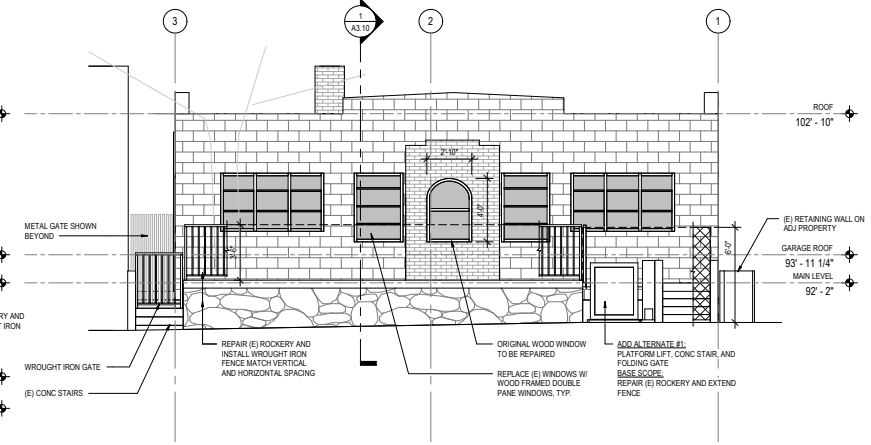 3
1
A3.10
2
1
ROOF
102' - 10"
2'-10"
4'-0"
METAL GATE SHOWN
BEYOND
3'-6"
6'-0"
(E) RETAINING WALL ON
ADJ PROPERTY
GARAGE ROOF
93' - 11 1/4"
MAIN LEVEL
92' - 2"
RY AND
T IRON
WROUGHT IRON GATE
(E) CONC STAIRS
REPAIR (E) ROCKERY AND
INSTALL WROUGHT IRON
FENCE MATCH VERTICAL
AND HORIZONTAL SPACING
ORIGINAL WOOD WINDOW
TO BE REPAIRED
REPLACE (E) WINDOWS W/
WOOD FRAMED DOUBLE
PANE WINDOWS, TYP.
ADD ALTERNATE #1:
PLATFORM LIFT, CONC STAIR, AND
FOLDING GATE
BASE SCOPE:
REPAIR (E) ROCKERY AND EXTEND
FENCE